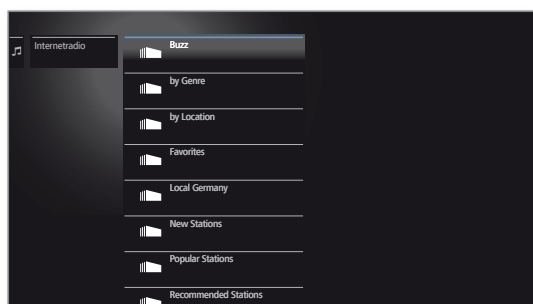 Internetradio
Buzz
by Genre
by Location
Favorites
Local Germany
New Stations
Popular Stations
Recommended Stations